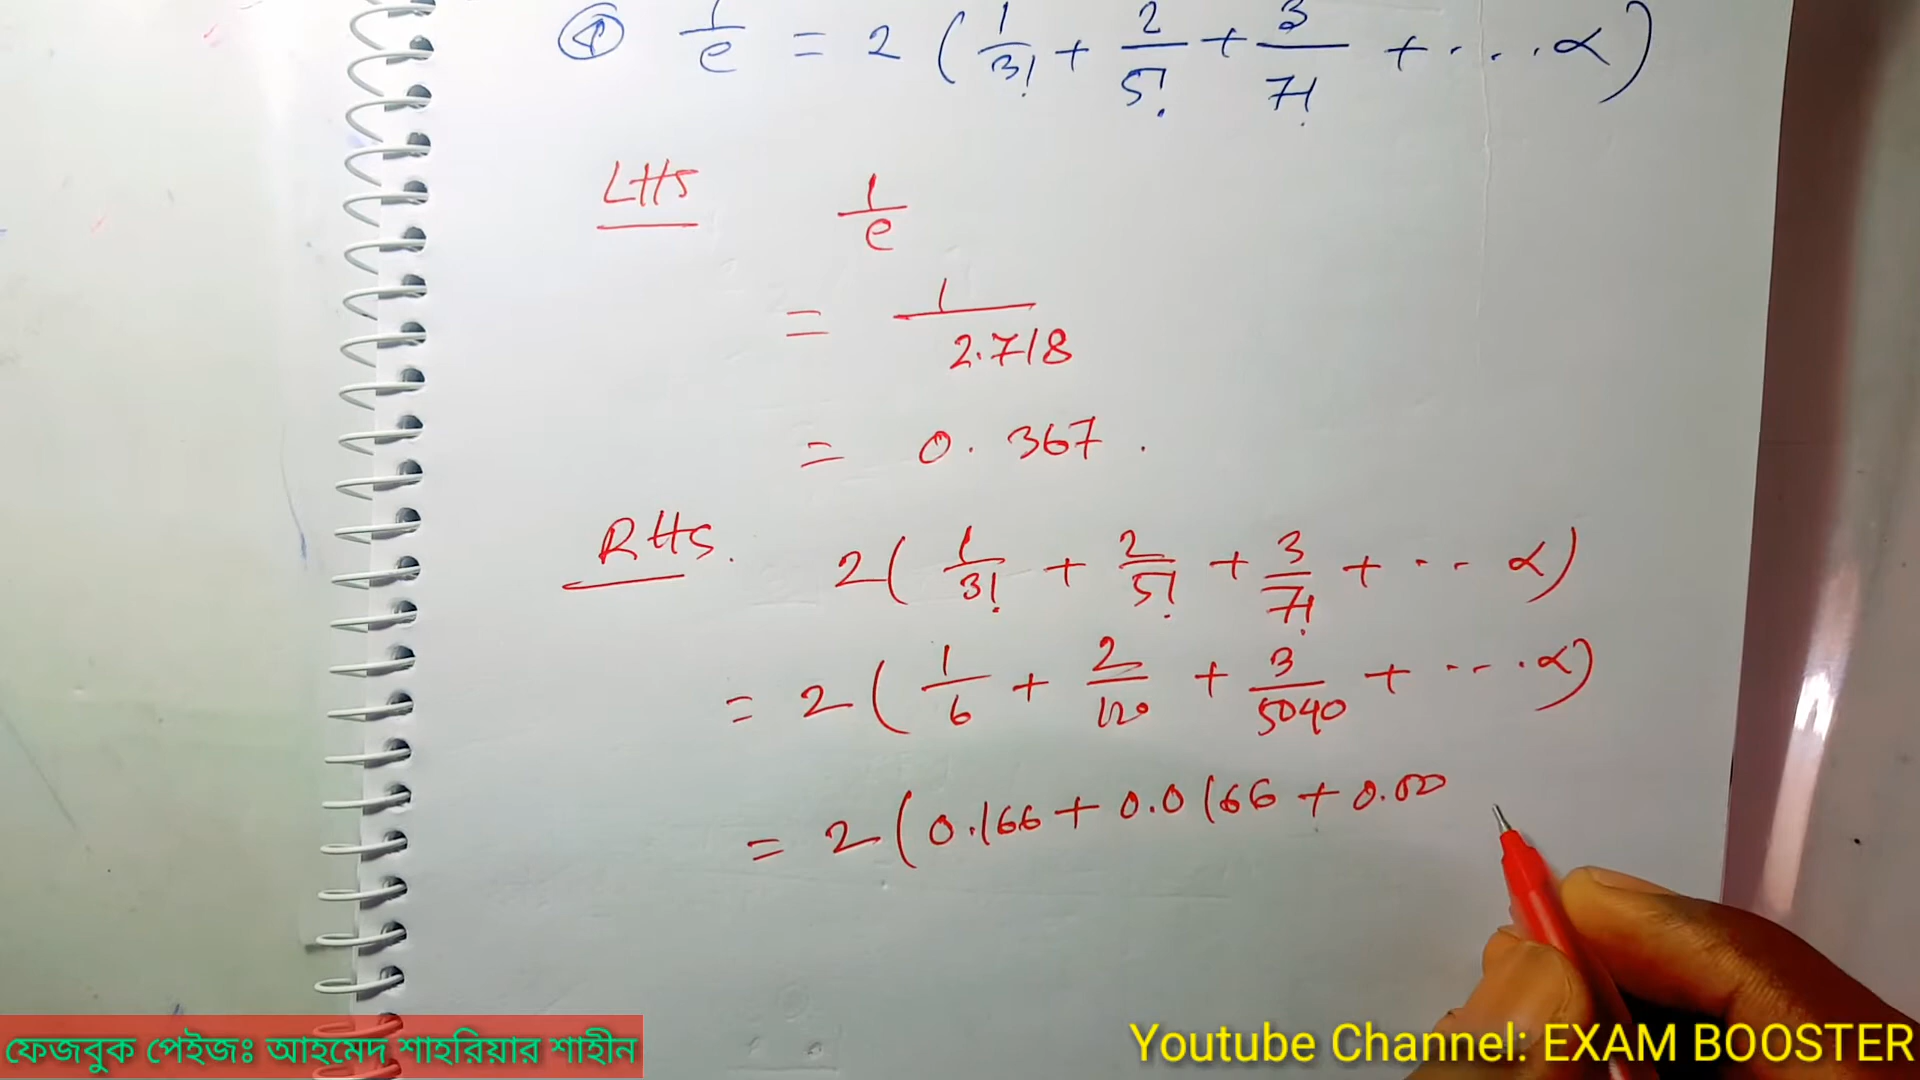 ④ 1/e = 2 ( 1/3! + 2/5! + 3/7! + ... ∝ )
LHS 1/e
= 1/2.718
= 0.367.
RHS. 2 ( 1/3! + 2/5! + 3/7! + ... ∝ )
= 2 ( 1/6 + 2/120 + 3/5040 + ... ∝ )
= 2 ( 0.166 + 0.0166 + 0.00
ফেজবুক পেইজঃ আহমেদ শাহরিয়ার শাহীন
Youtube Channel: EXAM BOOSTER